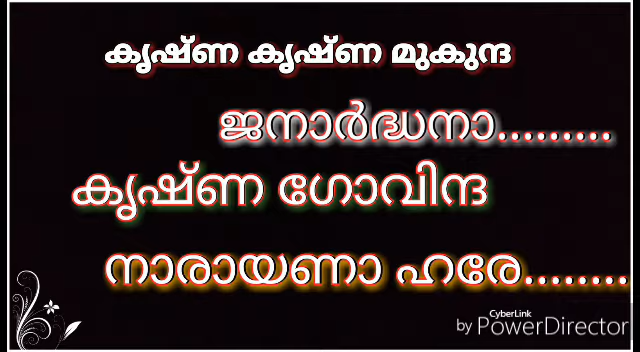 കൃഷ്ണ കൃഷ്ണ മുകുന്ദ
ജനാർദ്ധനാ.........
കൃഷ്ണ ഗോവിന്ദ
നാരായണാ ഹരേ........
CyberLink
by PowerDirector